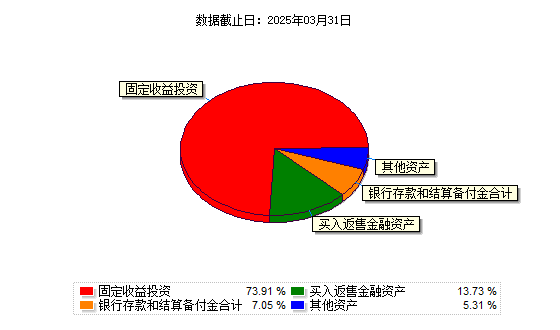 数据截止日：2025年03月31日
固定收益投资
其他资产
银行存款和结算备付金合计
买入返售金融资产
固定收益投资 73.91 % 买入返售金融资产 13.73 %
银行存款和结算备付金合计 7.05 % 其他资产 5.31 %